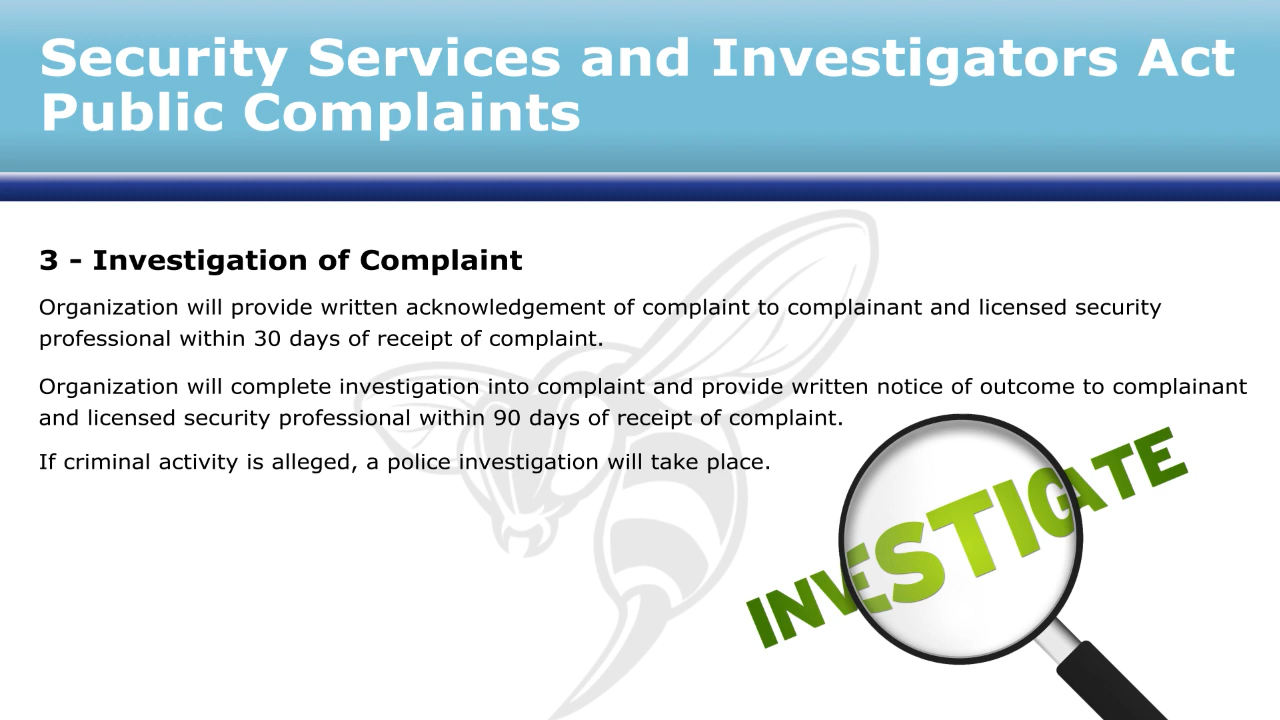 Security Services and Investigators Act
Public Complaints
3 - Investigation of Complaint
Organization will provide written acknowledgement of complaint to complainant and licensed security
professional within 30 days of receipt of complaint.
Organization will complete investigation into complaint and provide written notice of outcome to complainant
and licensed security professional within 90 days of receipt of complaint.
If criminal activity is alleged, a police investigation will take place.
INVESTIGATE